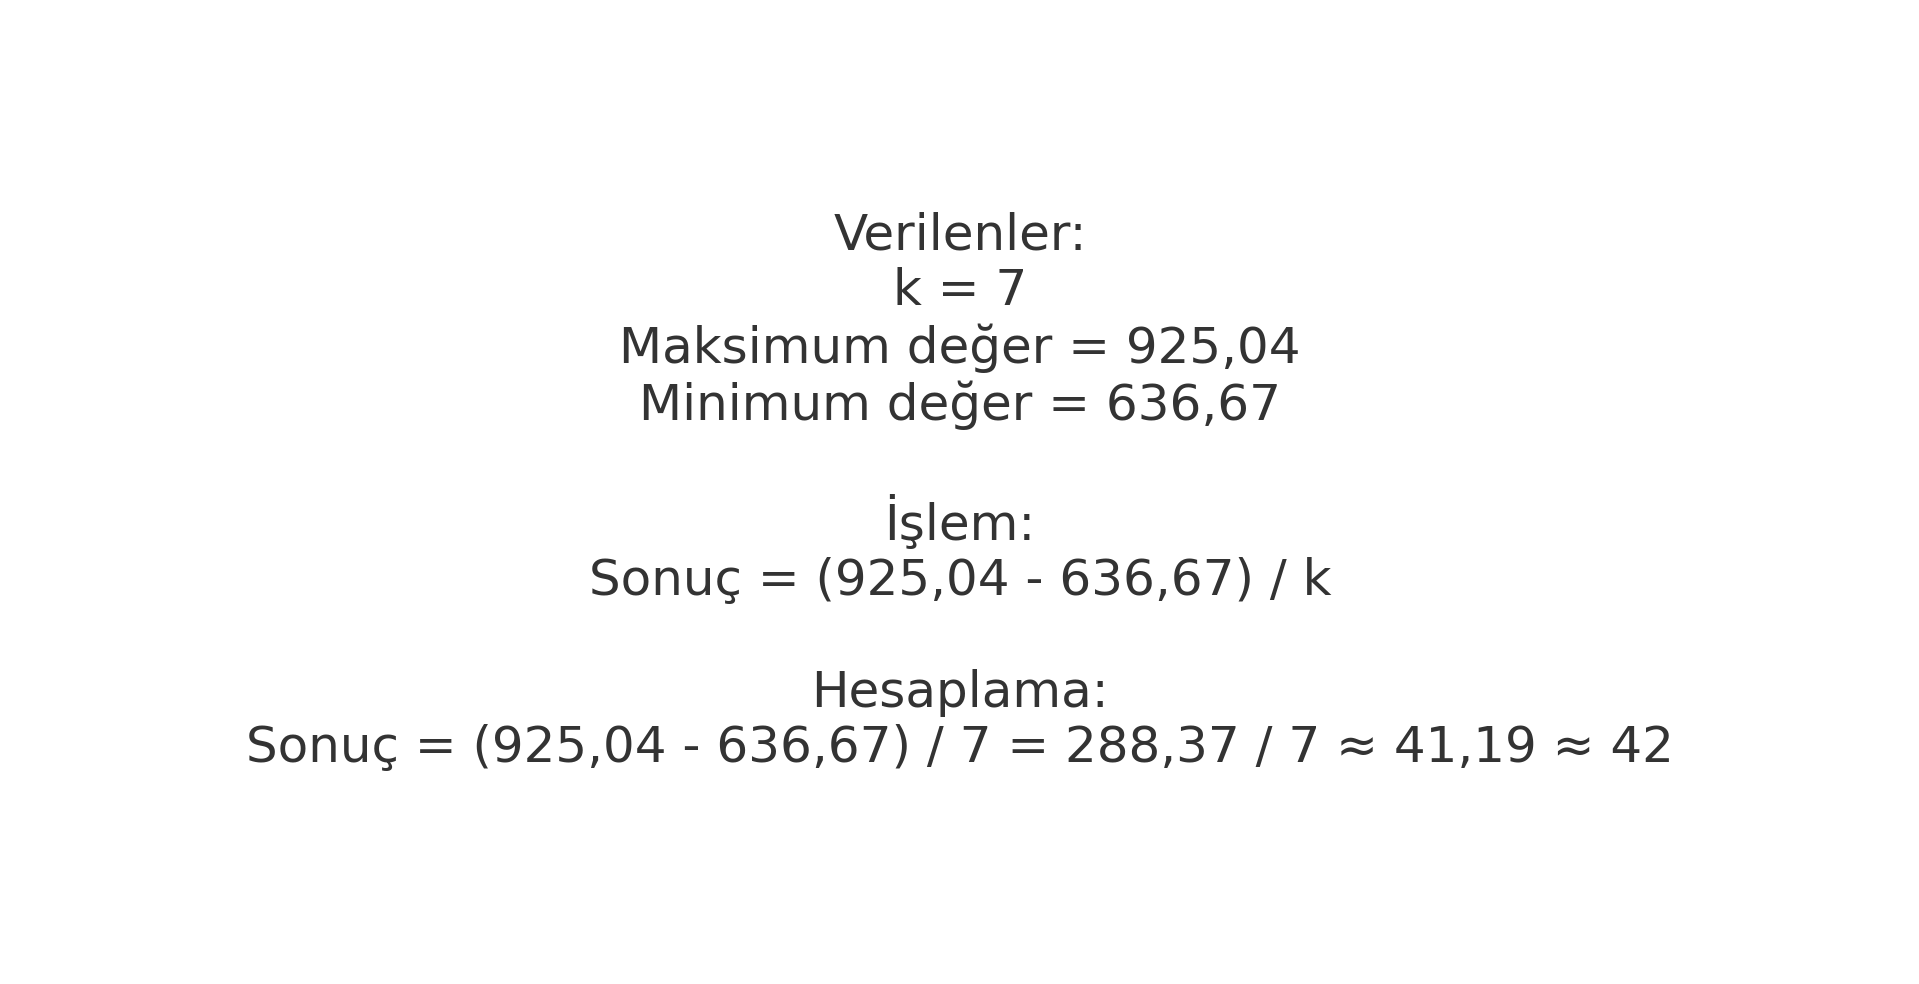 Verilenler:
k = 7
Maksimum değer = 925,04
Minimum değer = 636,67
İşlem:
Sonuç = (925,04 - 636,67) / k
Hesaplama:
Sonuç = (925,04 - 636,67) / 7 = 288,37 / 7 ≈ 41,19 ≈ 42